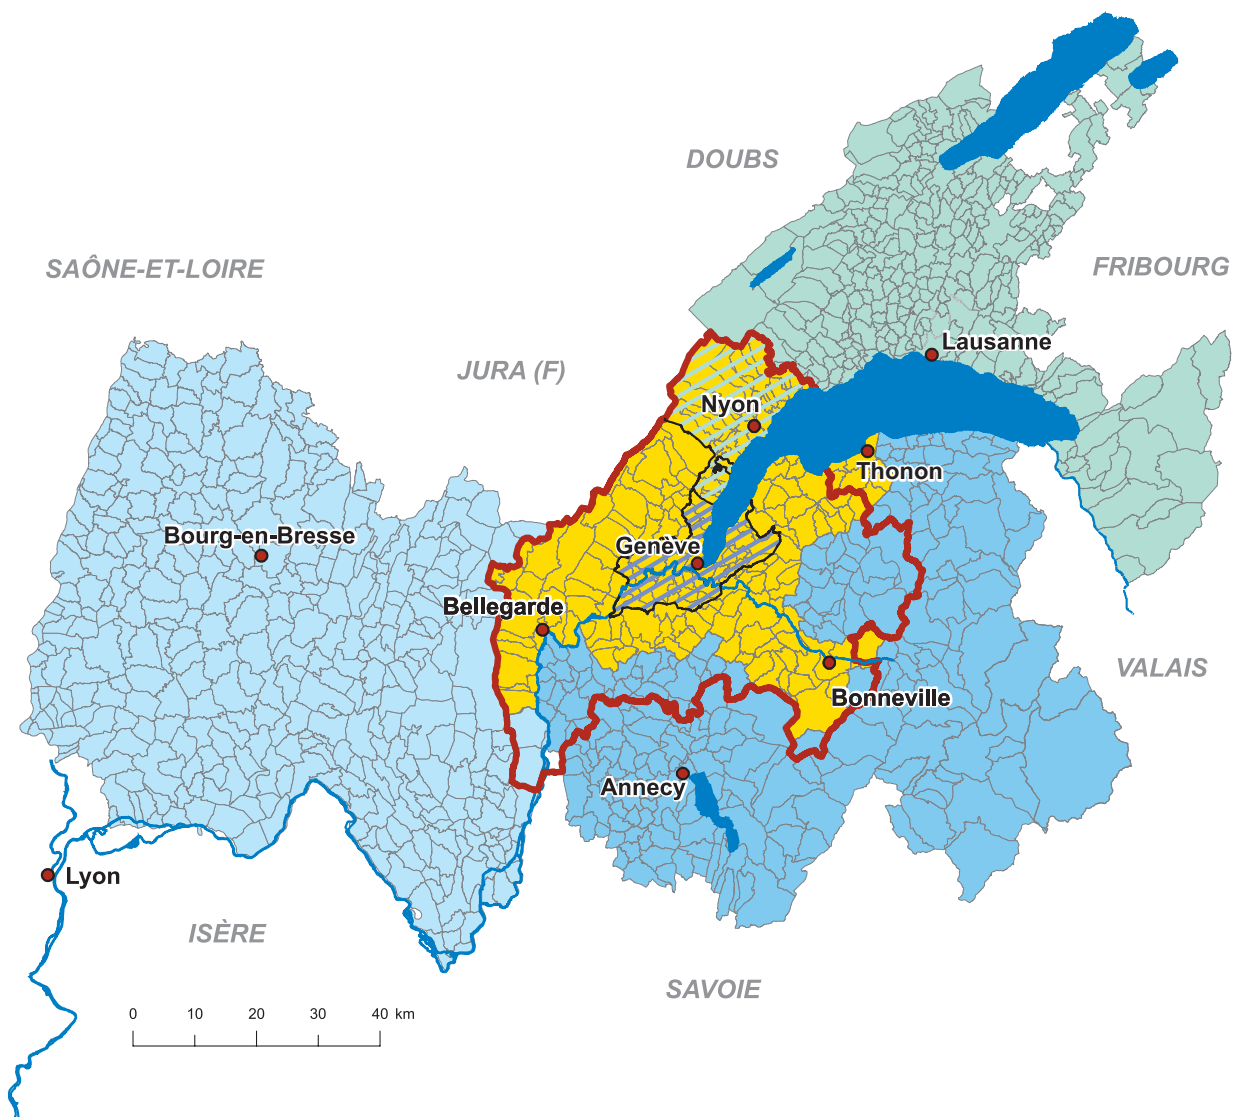 DOUBS
SAÔNE-ET-LOIRE
FRIBOURG
Lausanne
JURA (F)
Nyon
Thonon
Bourg-en-Bresse
Genève
Bellegarde
VALAIS
Bonneville
Annecy
Lyon
ISÈRE
SAVOIE
0 10 20 30 40 km